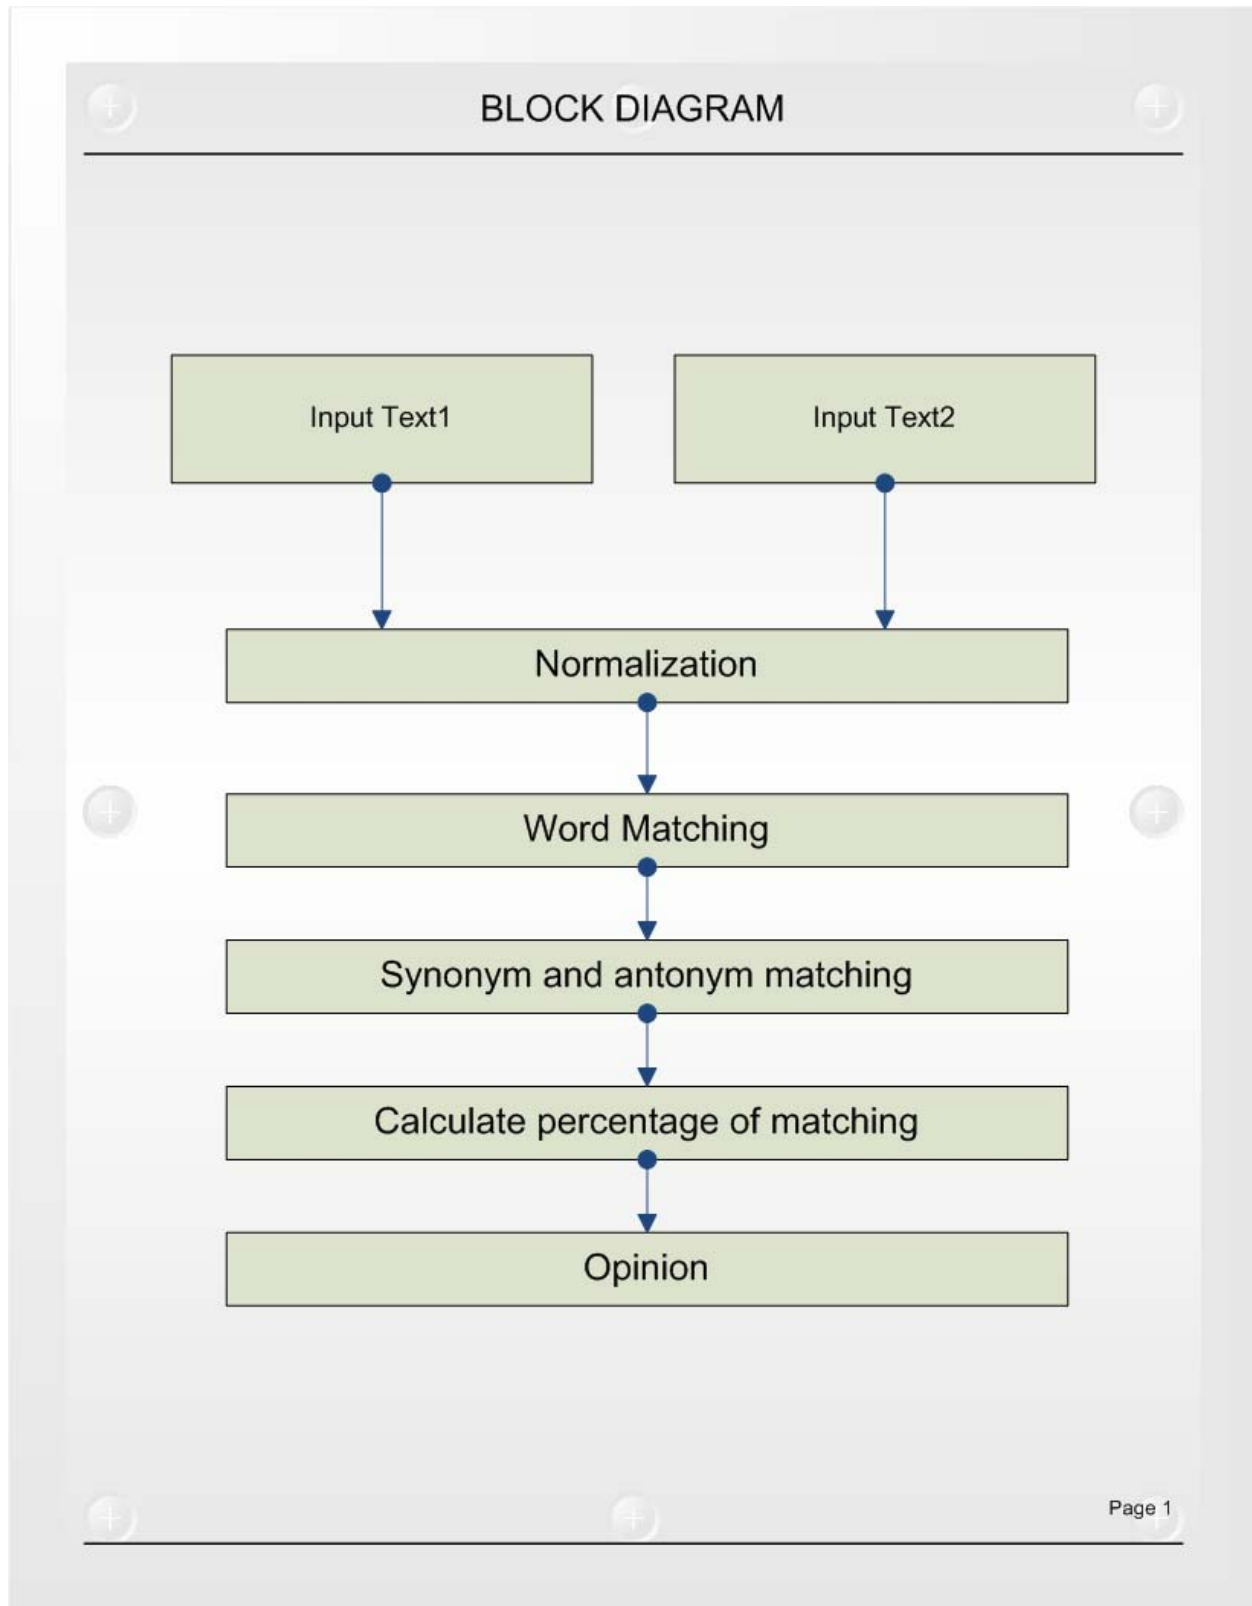 BLOCK DIAGRAM
Input Text1
Input Text2
Normalization
Word Matching
Synonym and antonym matching
Calculate percentage of matching
Opinion
Page 1